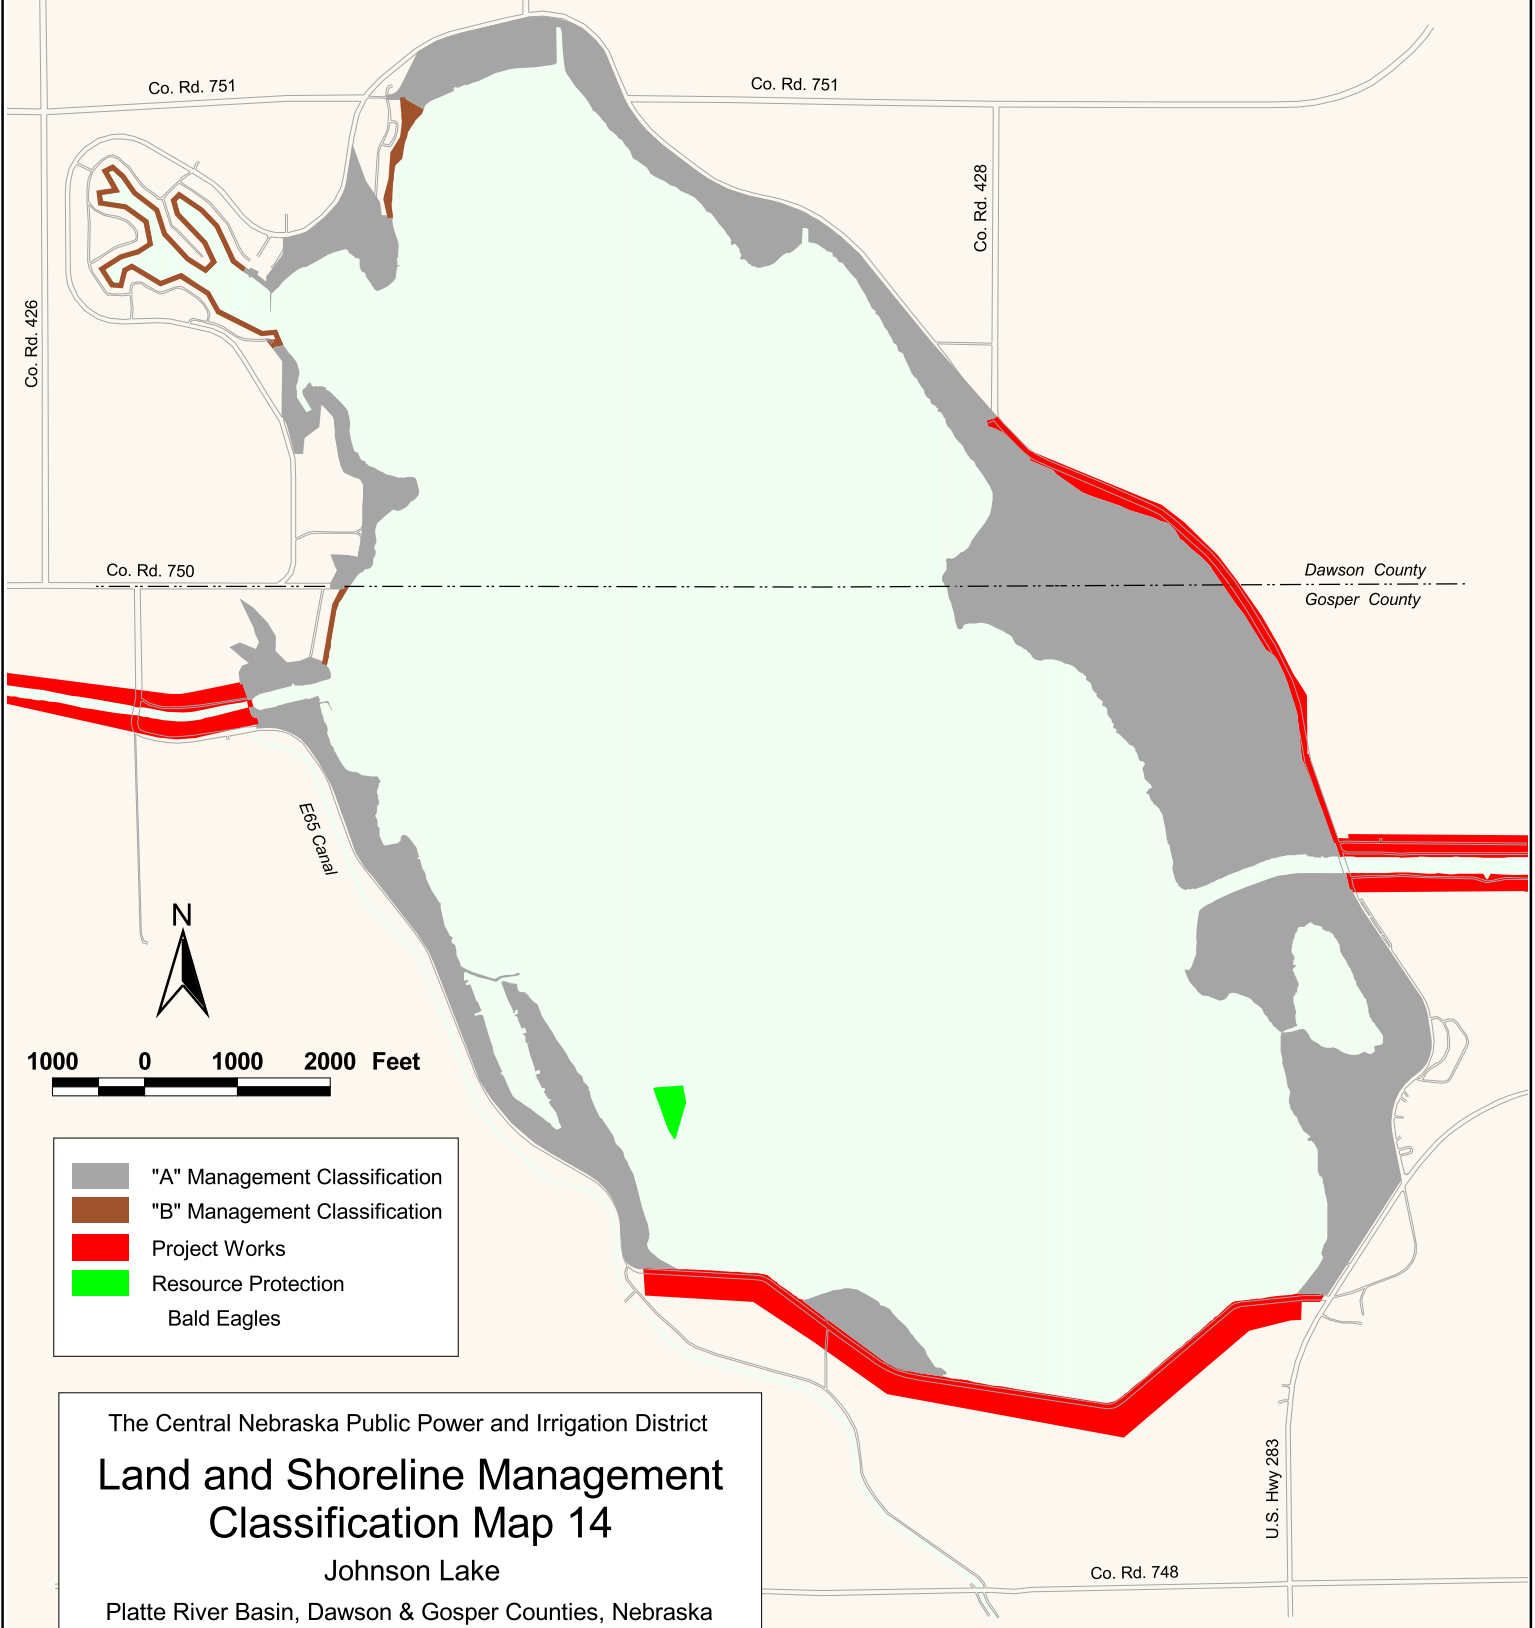 Co. Rd. 751
Co. Rd. 751
Co. Rd. 428
Co. Rd. 426
Co. Rd. 750
Dawson County
Gosper County
E65 Canal
N
1000 0 1000 2000 Feet
"A" Management Classification
"B" Management Classification
Project Works
Resource Protection
Bald Eagles
The Central Nebraska Public Power and Irrigation District
Land and Shoreline Management
Classification Map 14
Johnson Lake
Platte River Basin, Dawson & Gosper Counties, Nebraska
U.S. Hwy 283
Co. Rd. 748